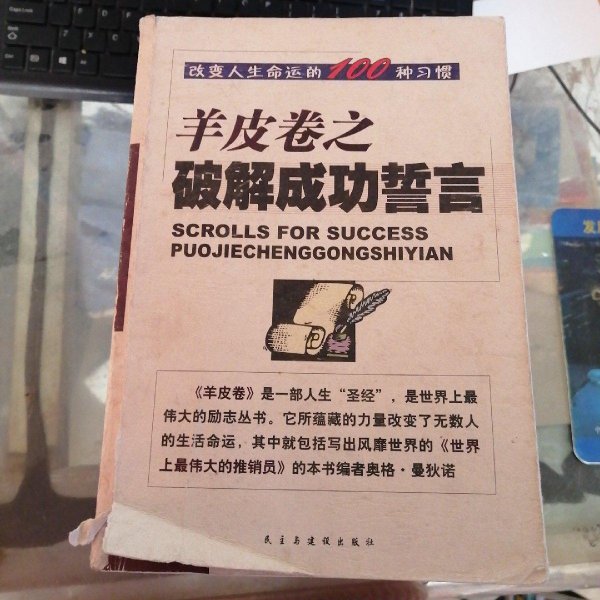 改变人生命运的100种习惯
羊皮卷之
破解成功誓言
SCROLLS FOR SUCCESS
PUOJIECHENGGONGSHIYIAN
《羊皮卷》是一部人生“圣经”，是世界上最
伟大的励志丛书。它所蕴藏的力量改变了无数人
的生活命运，其中就包括写出风靡世界的《世界
上最伟大的推销员》的本书编者奥格·曼狄诺
民主与建设出版社